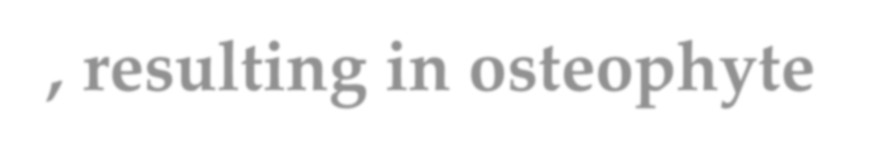 , resulting in osteophyte